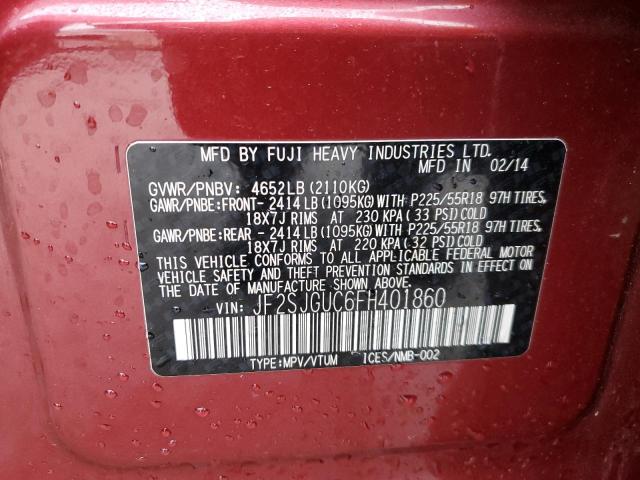 MFD BY FUJI HEAVY INDUSTRIES LTD.
MFD IN 02/14
GVWR/PNBV: 4652LB(2110KG)
GAWR/PNBE:FRONT- 2414LB(1095KG)WITH P225/55R18 97H TIRES,
18X7J RIMS AT 230 KPA(33 PSI)COLD
GAWR/PNBE:REAR - 2414LB(1095KG)WITH P225/55R18 97H TIRES,
18X7J RIMS AT 220 KPA(32 PSI)COLD
THIS VEHICLE CONFORMS TO ALL APPLICABLE FEDERAL MOTOR
VEHICLE SAFETY AND THEFT PREVENTION STANDARDS IN EFFECT ON
THE DATE OF MANUFACTURE SHOWN ABOVE.
VIN: JF2SJGUC6FH401860
TYPE:MPV/VTUM ICES/NMB-002